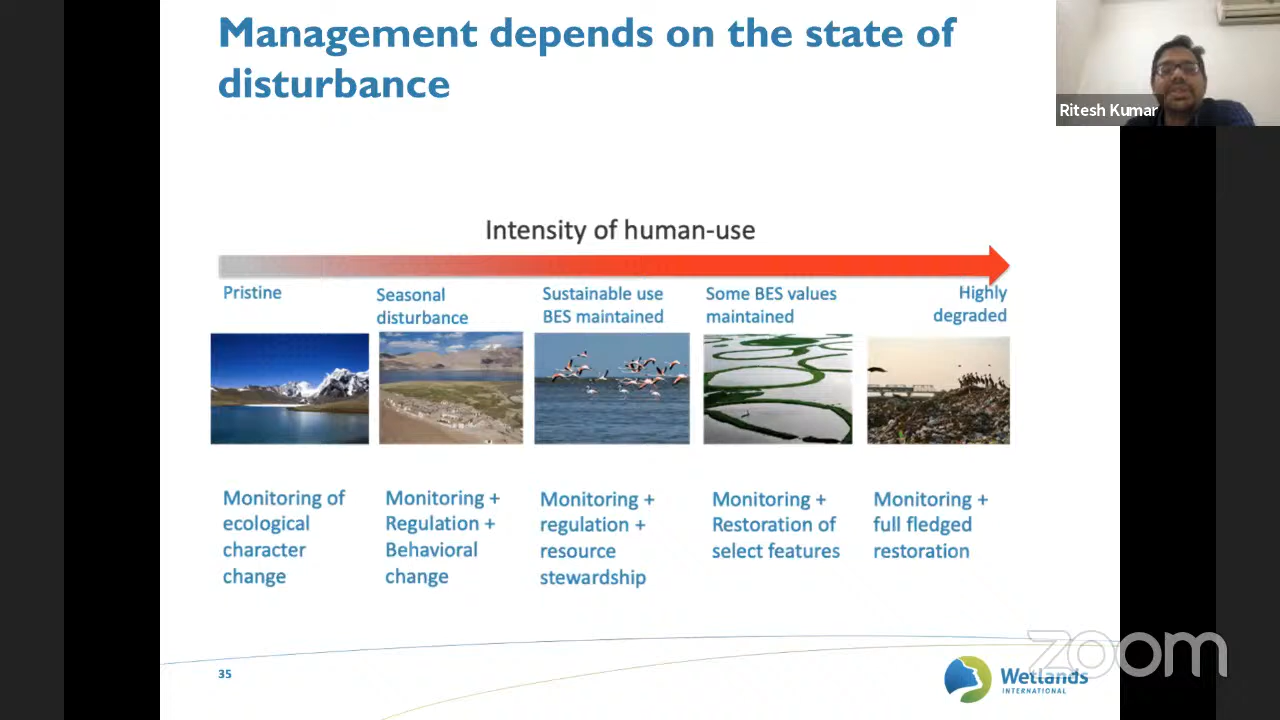 Management depends on the state of
disturbance
Ritesh Kumar
Intensity of human-use
Pristine
Seasonal
disturbance
Sustainable use
BES maintained
Some BES values
maintained
Highly
degraded
Monitoring of
ecological
character
change
Monitoring +
Regulation +
Behavioral
change
Monitoring +
regulation +
resource
stewardship
Monitoring +
Restoration of
select features
Monitoring +
full fledged
restoration
35
Wetlands
INTERNATIONAL
zoom